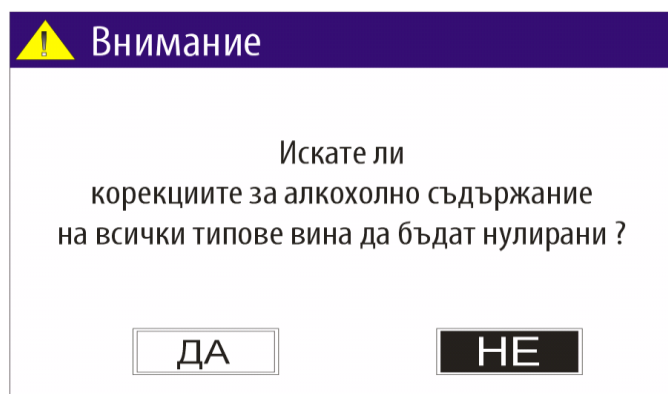 Внимание
Искате ли
корекциите за алкохолно съдържание
на всички типове вина да бъдат нулирани ?
ДА
НЕ